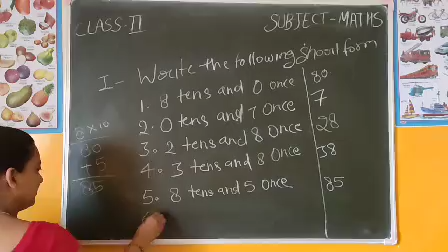 CLASS-II SUBJECT-MATHS
I- Write the following Short form
1. 8 tens and 0 once 80
2. 0 tens and 7 Once 7
3. 2 tens and 8 Once 28
4. 3 tens and 8 Once 38
5. 8 tens and 5 Once 85
8×10
80
+5
85